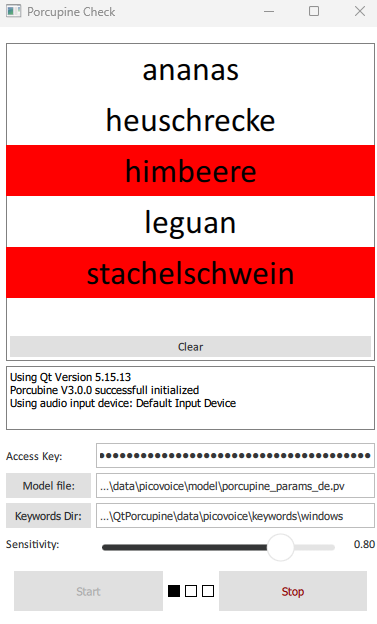 Porcupine Check
ananas
heuschrecke
himbeere
leguan
stachelschwein
Clear
Using Qt Version 5.15.13
Porcubine V3.0.0 successfull initialized
Using audio input device: Default Input Device
Access Key: ●●●●●●●●●●●●●●●●●●●●●●●●●●●●●●●●●●●●●●●
Model file: ...\data\picovoice\model\porcupine_params_de.pv
Keywords Dir: ...\QtPorcupine\data\picovoice\keywords\windows
Sensitivity: 0.80
Start Stop